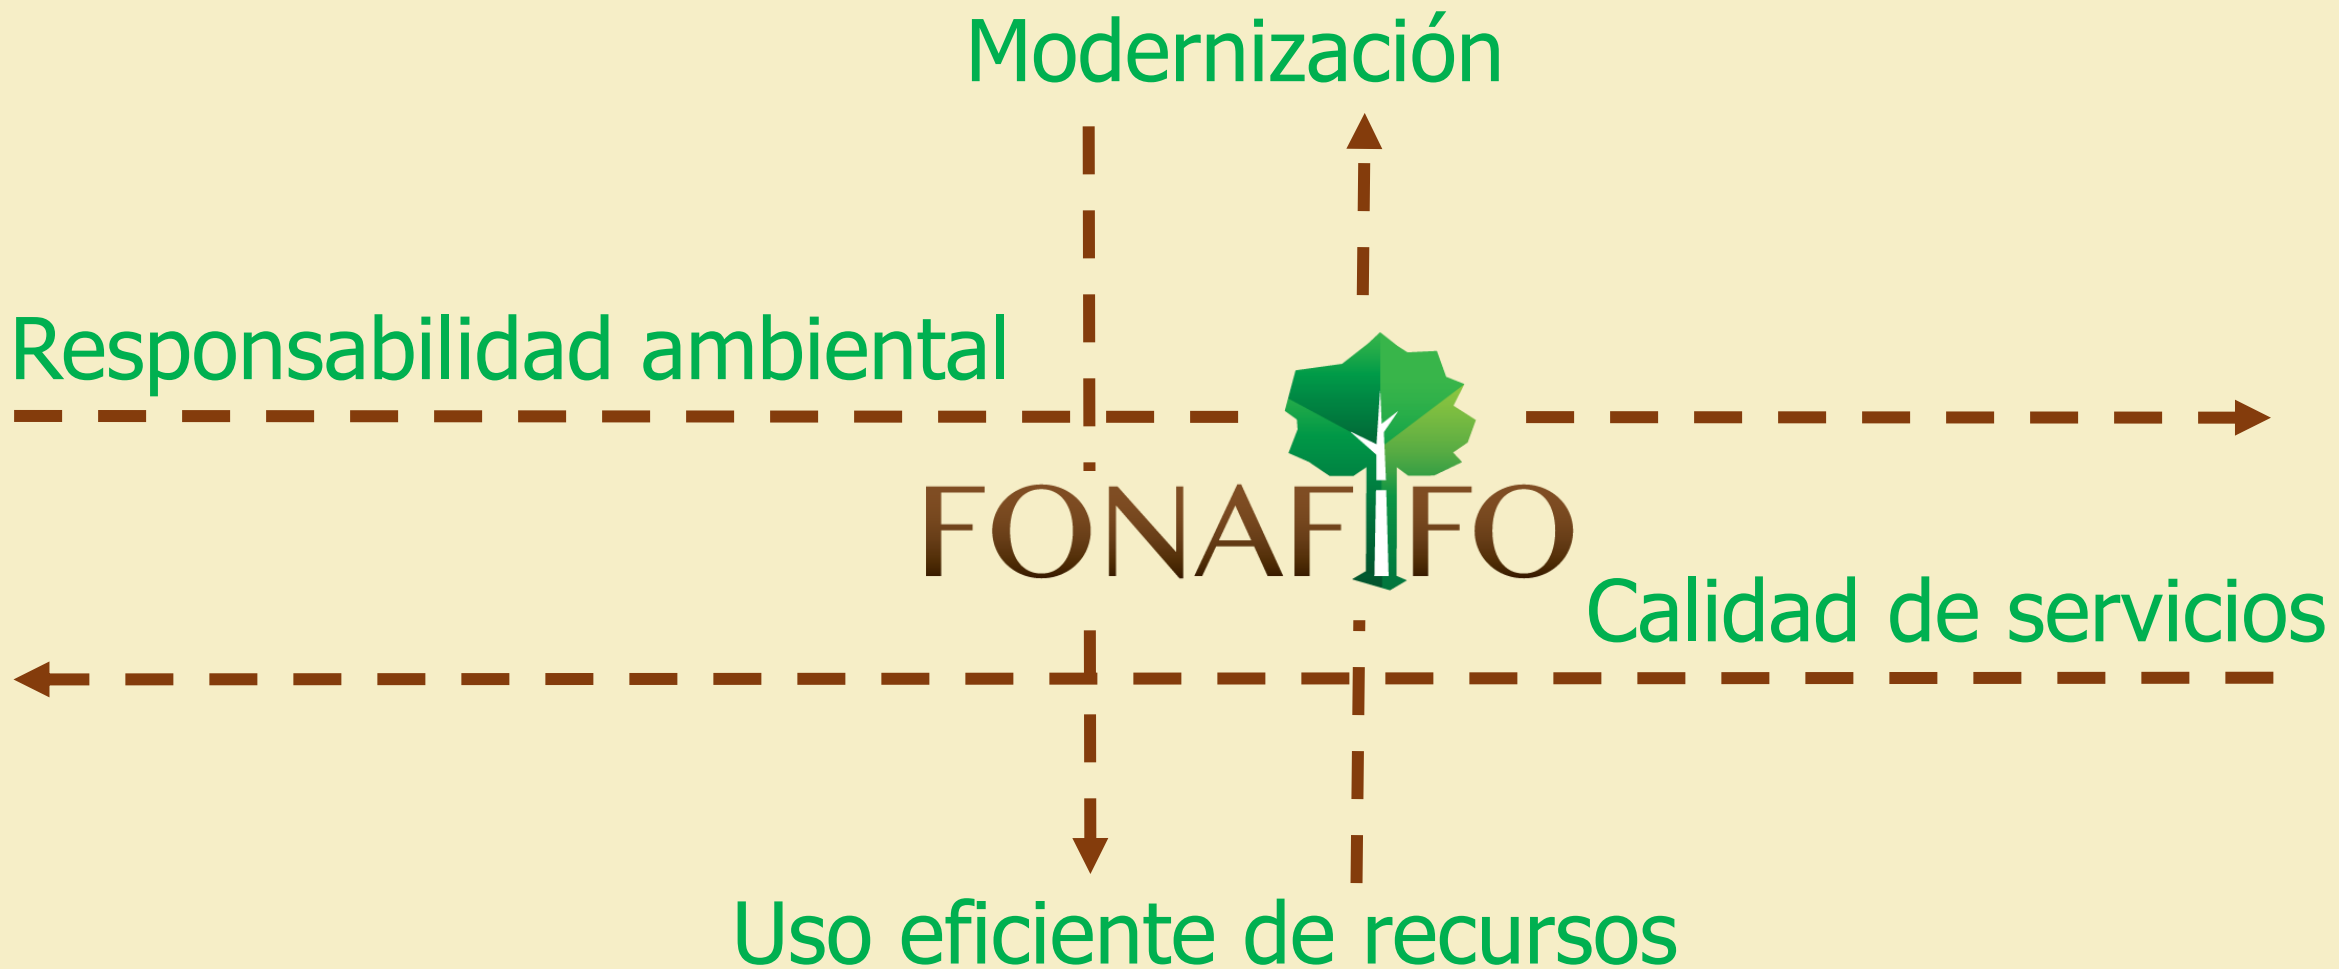 Modernización
Responsabilidad ambiental
FONAFIFO
Calidad de servicios
Uso eficiente de recursos